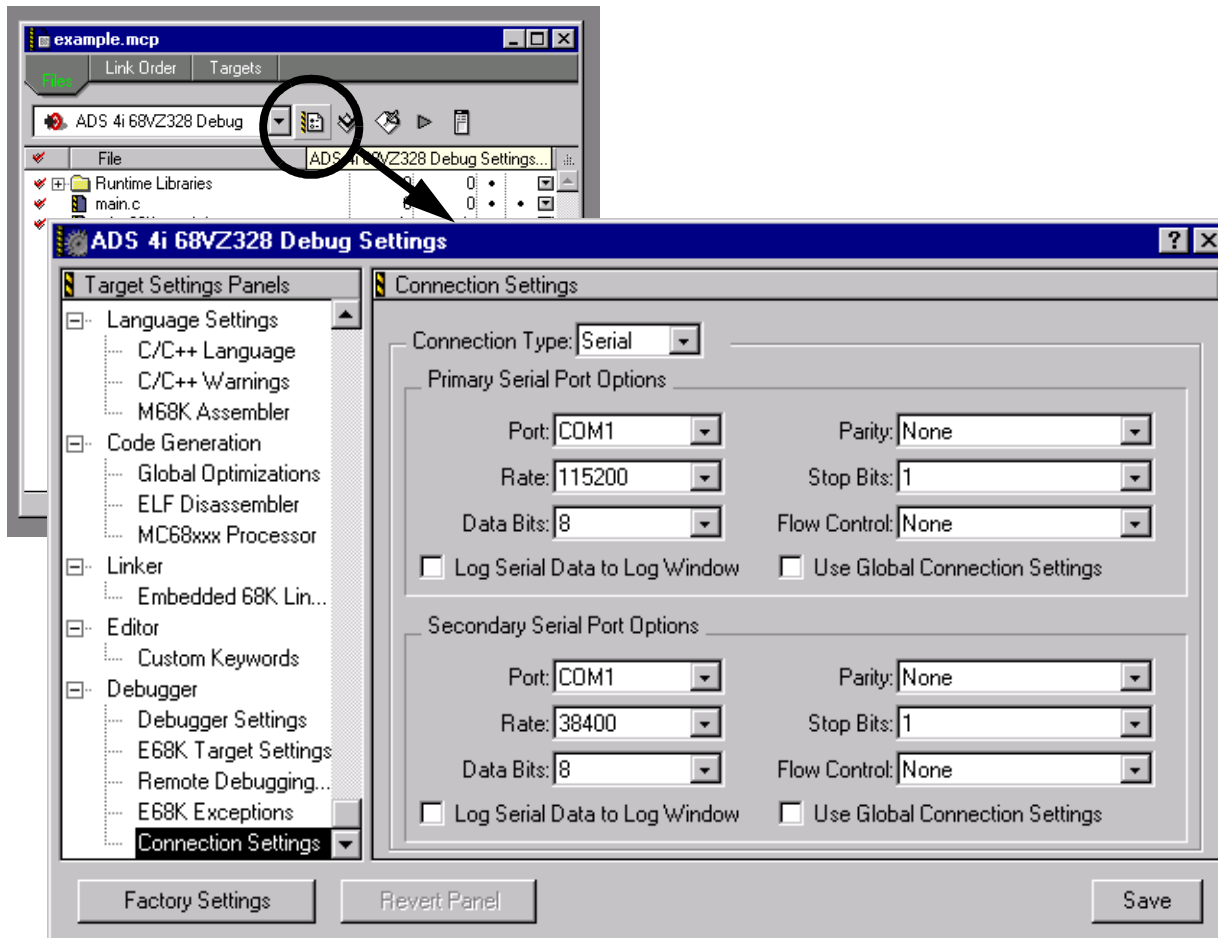 example.mcp
Files
Link Order
Targets
ADS 4i 68VZ328 Debug
File
ADS 4i 68VZ328 Debug Settings...
Runtime Libraries
0
main.c
0
ADS 4i 68VZ328 Debug Settings
Target Settings Panels
Language Settings
C/C++ Language
C/C++ Warnings
M68K Assembler
Code Generation
Global Optimizations
ELF Disassembler
MC68xxx Processor
Linker
Embedded 68K Lin...
Editor
Custom Keywords
Debugger
Debugger Settings
E68K Target Settings
Remote Debugging...
E68K Exceptions
Connection Settings
Connection Settings
Connection Type: Serial
Primary Serial Port Options
Port: COM1 Parity: None
Rate: 115200 Stop Bits: 1
Data Bits: 8 Flow Control: None
Log Serial Data to Log Window Use Global Connection Settings
Secondary Serial Port Options
Port: COM1 Parity: None
Rate: 38400 Stop Bits: 1
Data Bits: 8 Flow Control: None
Log Serial Data to Log Window Use Global Connection Settings
Factory Settings
Revert Panel
Save